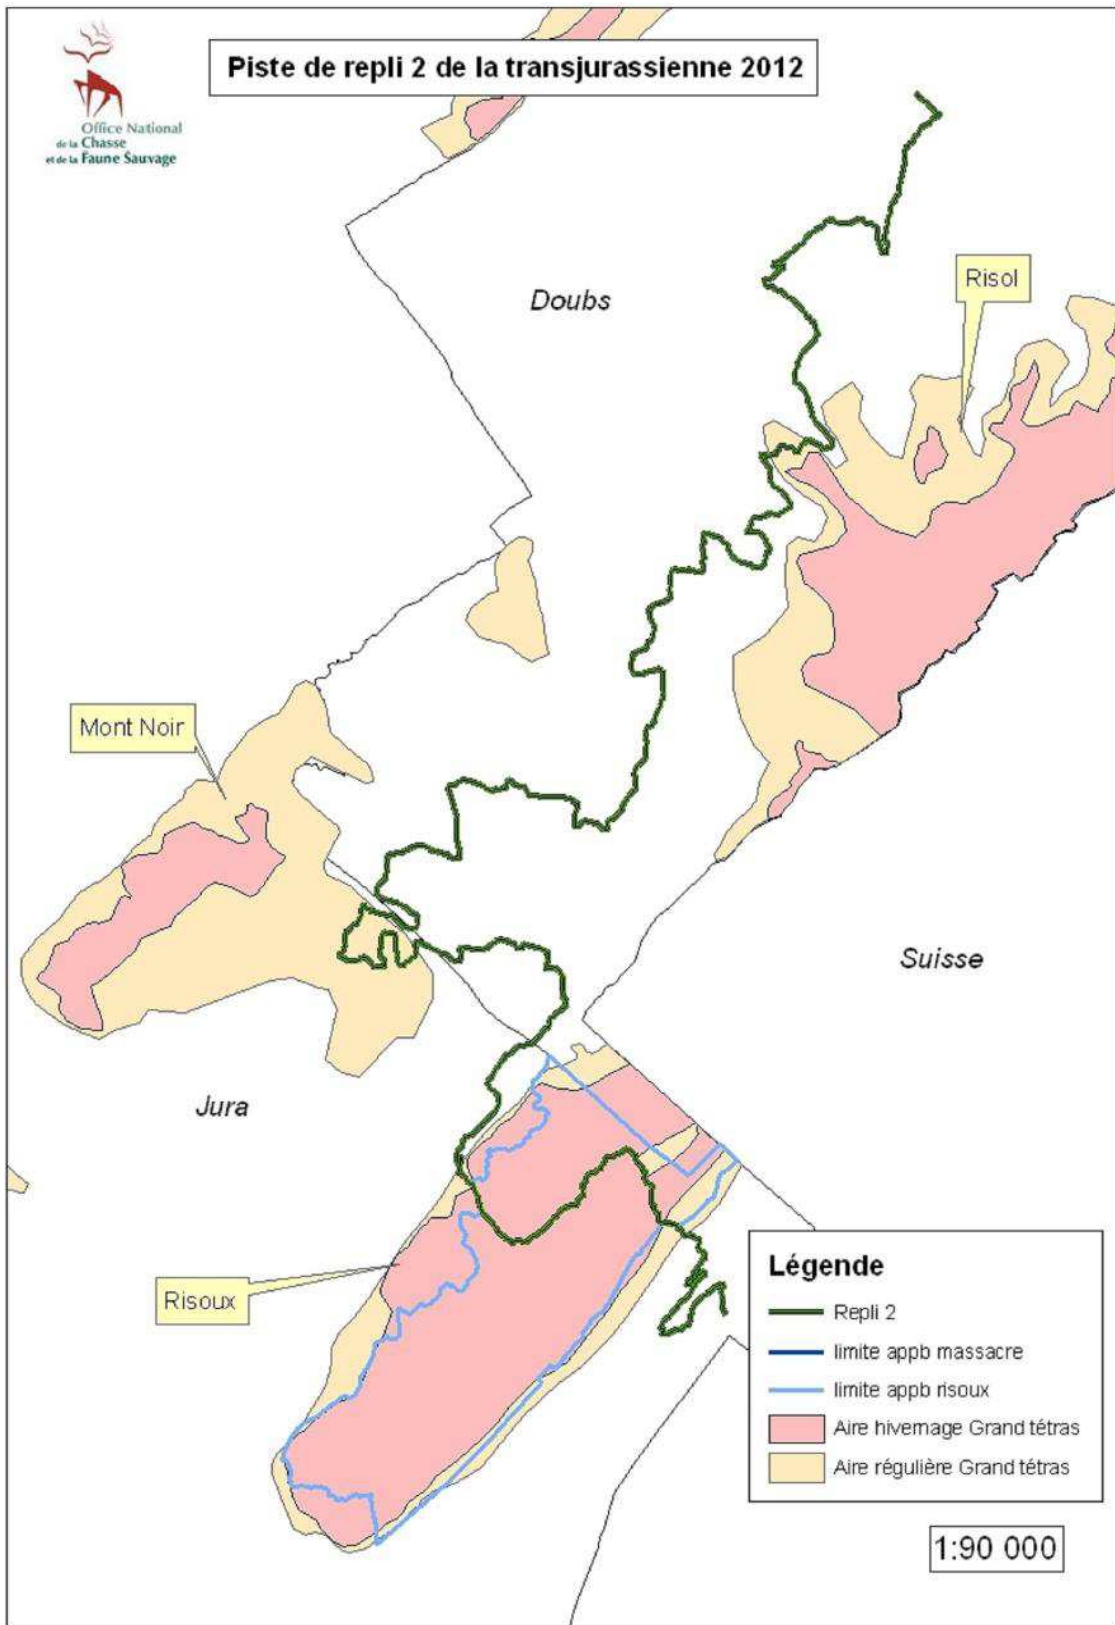 Office National
de la Chasse
et de la Faune Sauvage
Piste de repli 2 de la transjurassienne 2012
Doubs
Risol
Mont Noir
Suisse
Jura
Risoux
Légende
Repli 2
limite appb massacre
limite appb risoux
Aire hivernage Grand tétras
Aire régulière Grand tétras
1:90 000